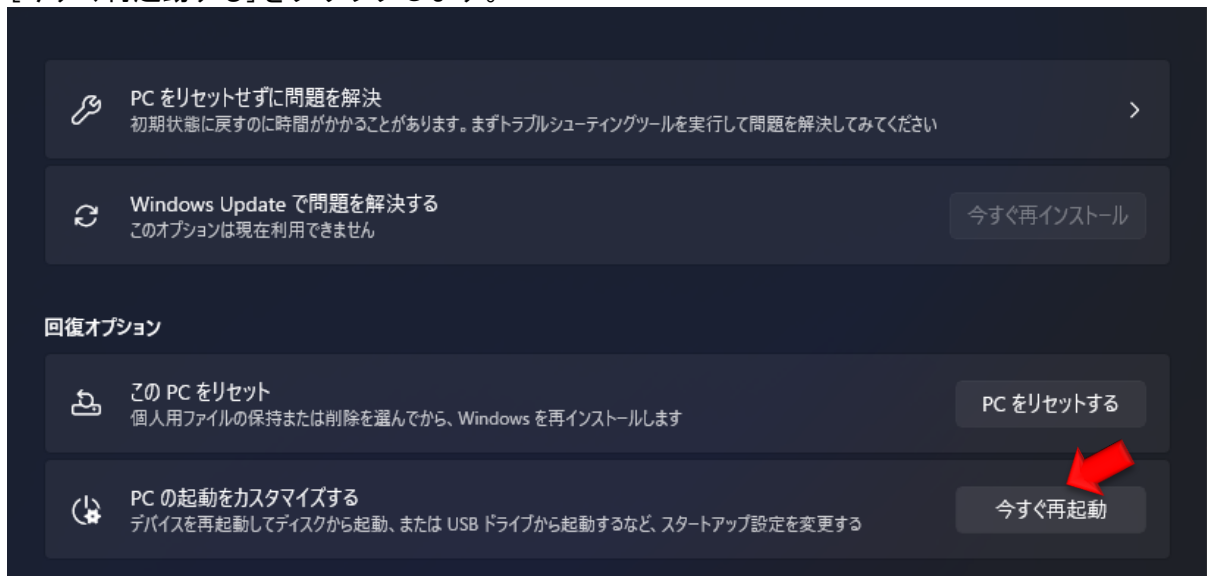 PC をリセットせずに問題を解決
初期状態に戻すのに時間がかかることがあります。まずトラブルシューティングツールを実行して問題を解決してみてください
Windows Update で問題を解決する
このオプションは現在利用できません
今すぐ再インストール
回復オプション
この PC をリセット
個人用ファイルの保持または削除を選んでから、Windows を再インストールします
PC をリセットする
PC の起動をカスタマイズする
デバイスを再起動してディスクから起動、または USB ドライブから起動するなど、スタートアップ設定を変更する
今すぐ再起動